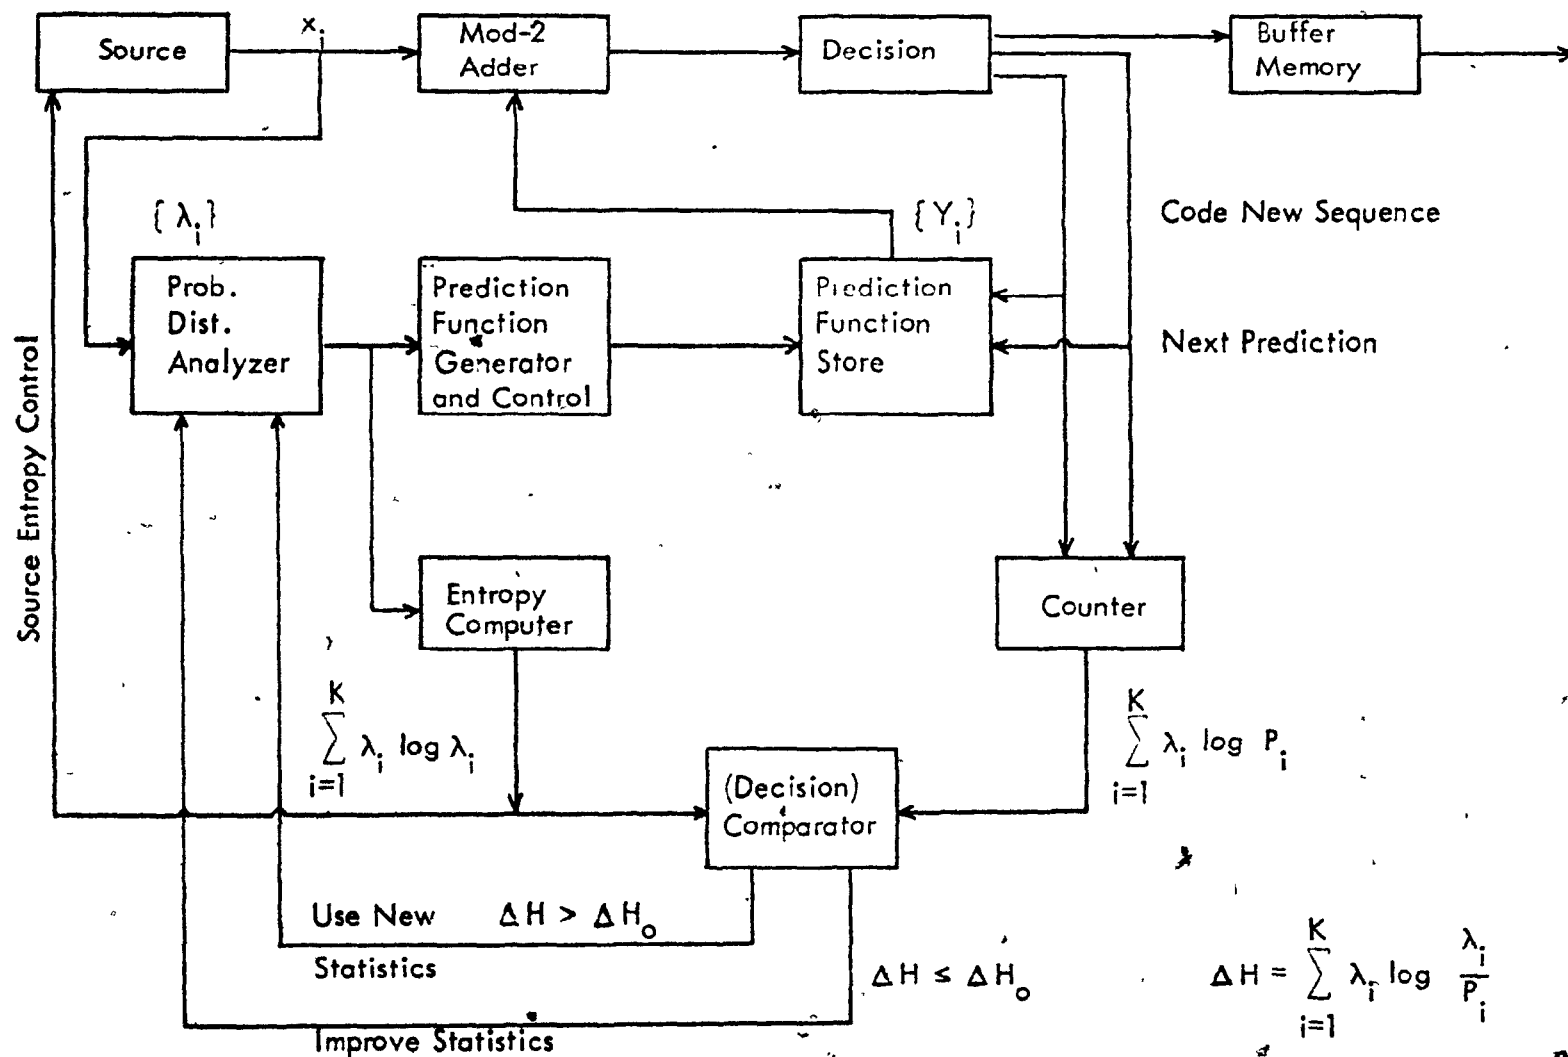 Source
x_i
Mod-2
Adder
Decision
Buffer
Memory
{ λ_i }
{ Y_i }
Code New Sequence
Prob.
Dist.
Analyzer
Prediction
Function
Generator
and Control
Prediction
Function
Store
Next Prediction
Source Entropy Control
Entropy
Computer
Counter
K
∑ λ_i log λ_i
i=1
K
∑ λ_i log P_i
i=1
(Decision)
Comparator
Use New ΔH > ΔH_o
Statistics
ΔH ≤ ΔH_o
K
ΔH = ∑ λ_i log λ_i/P_i
i=1
Improve Statistics